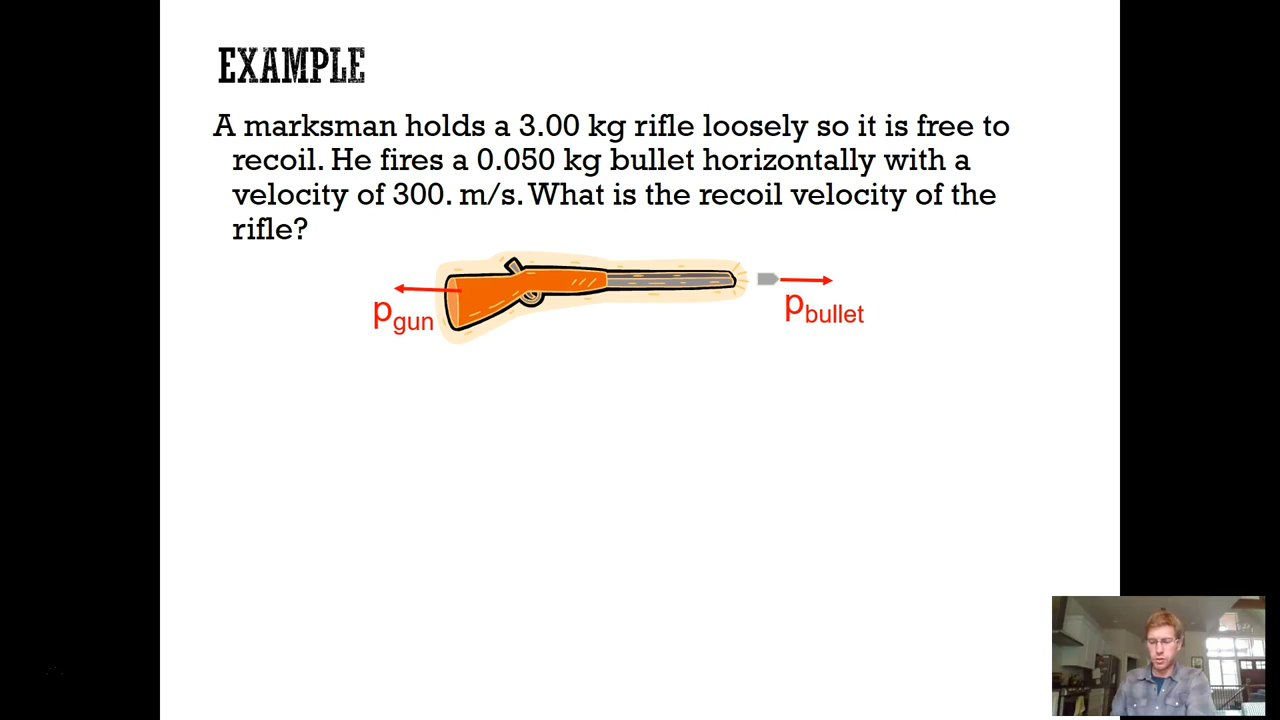 EXAMPLE
A marksman holds a 3.00 kg rifle loosely so it is free to
recoil. He fires a 0.050 kg bullet horizontally with a
velocity of 300. m/s. What is the recoil velocity of the
rifle?
pgun
pbullet